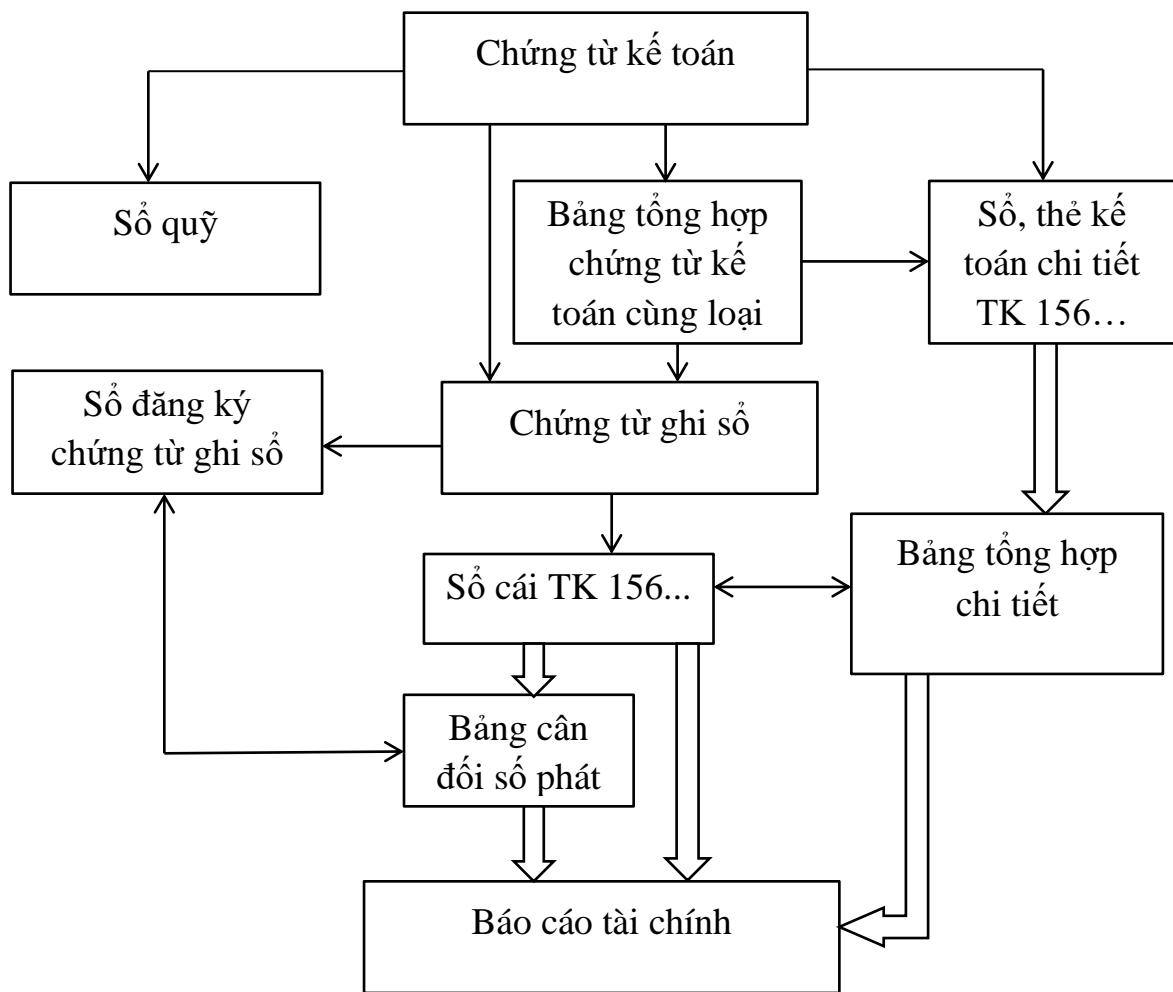 Chứng từ kế toán
Sổ quỹ
Bảng tổng hợp
chứng từ kế
toán cùng loại
Sổ, thẻ kế
toán chi tiết
TK 156…
Sổ đăng ký
chứng từ ghi sổ
Chứng từ ghi sổ
Sổ cái TK 156...
Bảng tổng hợp
chi tiết
Bảng cân
đối số phát
Báo cáo tài chính